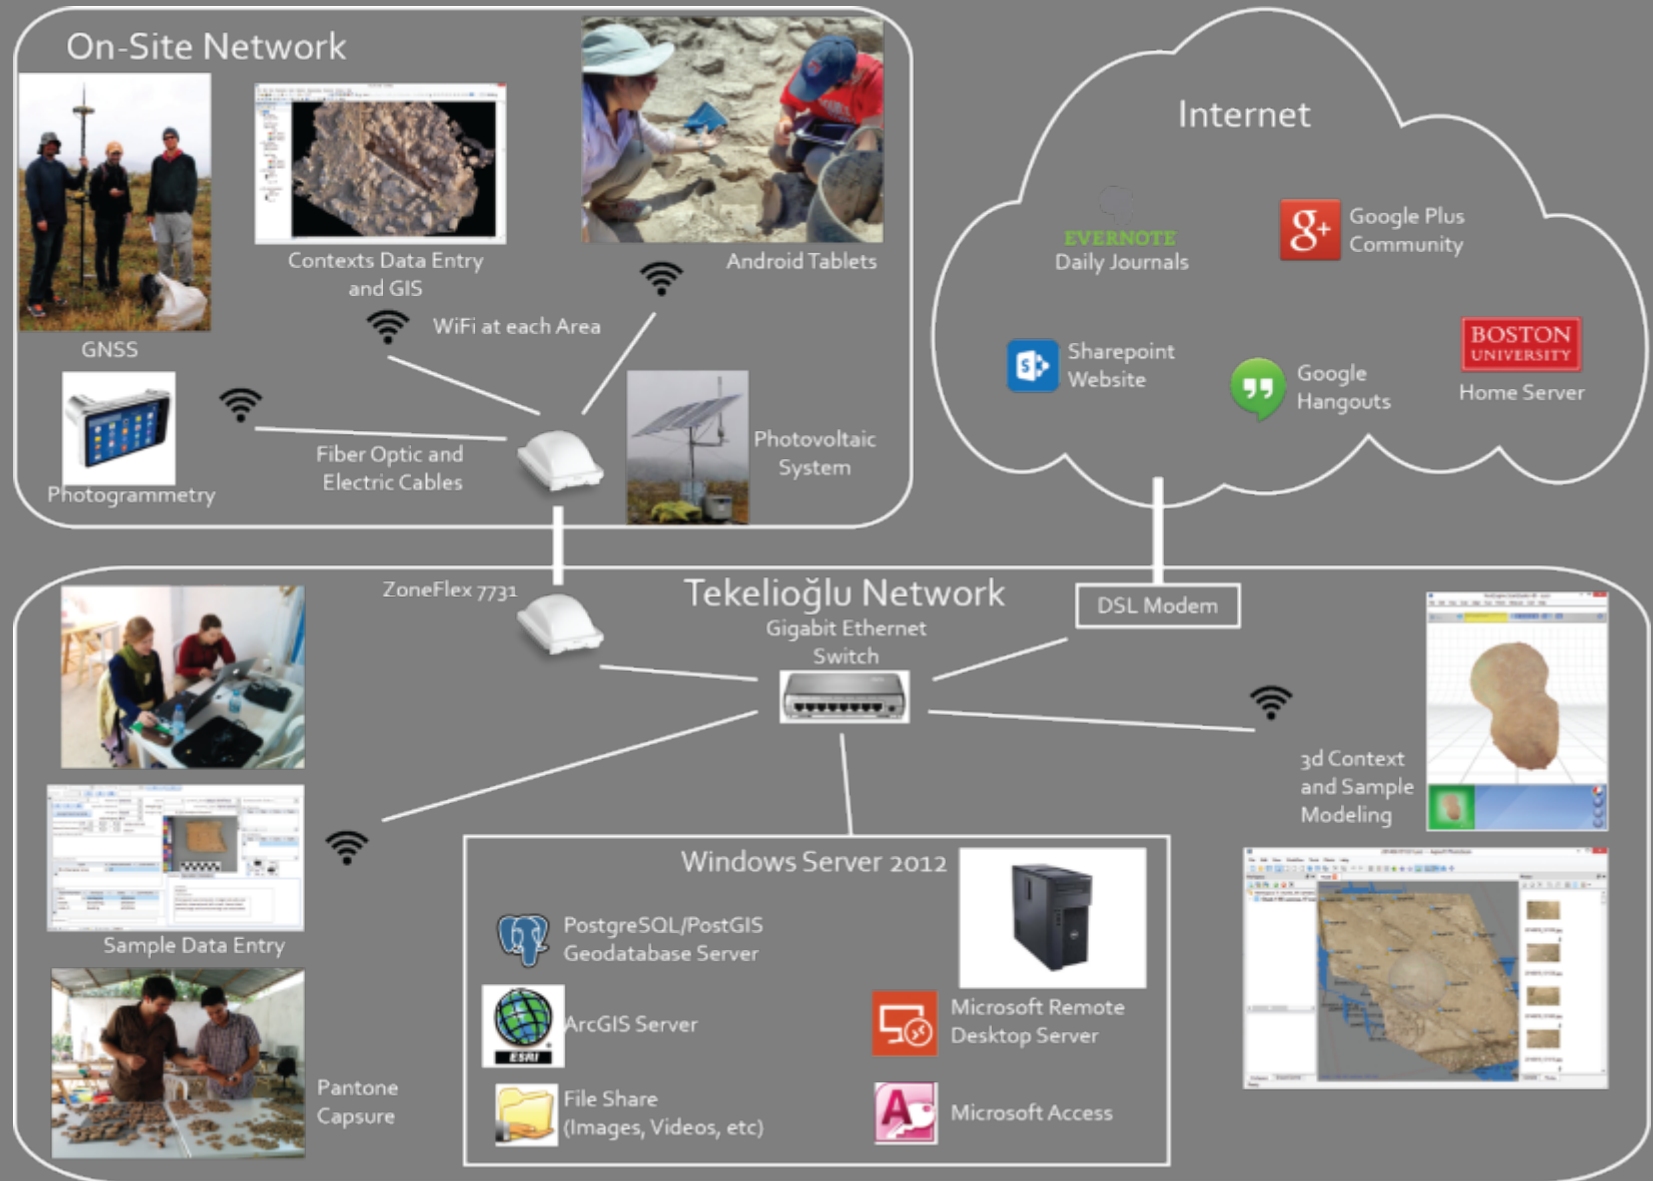 On-Site Network
GNSS
Contexts Data Entry
and GIS
Android Tablets
WiFi at each Area
Photogrammetry
Fiber Optic and
Electric Cables
Photovoltaic
System
Internet
EVERNOTE
Daily Journals
g+
Google Plus
Community
S
Sharepoint
Website
Google
Hangouts
BOSTON
UNIVERSITY
Home Server
ZoneFlex 7731
Tekelioğlu Network
Gigabit Ethernet
Switch
DSL Modem
3d Context
and Sample
Modeling
Sample Data Entry
Pantone
Capsure
Windows Server 2012
PostgreSQL/PostGIS
Geodatabase Server
ESRI
ArcGIS Server
File Share
(Images, Videos, etc)
Microsoft Remote
Desktop Server
A
Microsoft Access